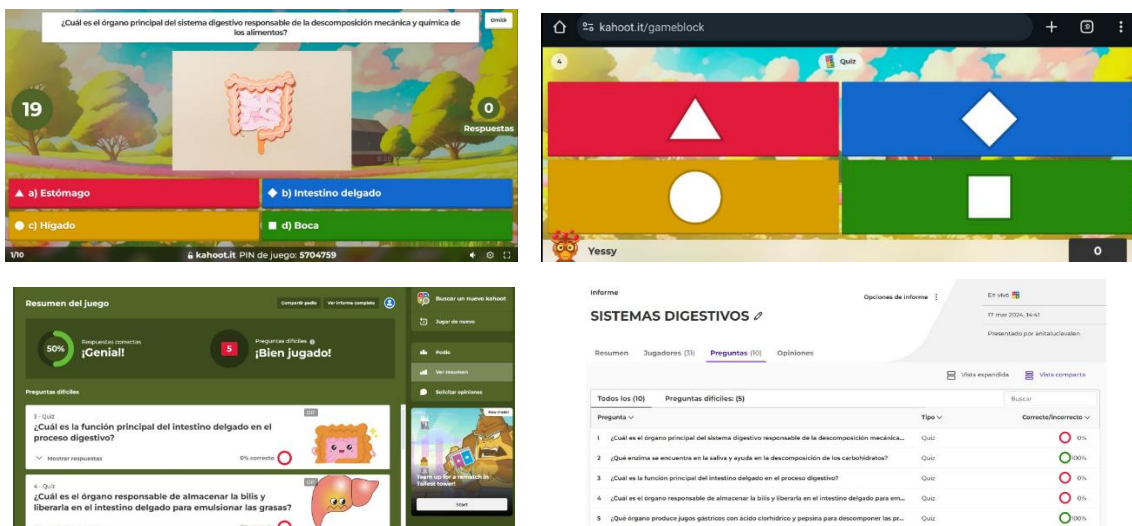 ¿Cuál es el órgano principal del sistema digestivo responsable de la descomposición mecánica y química de
los alimentos?
Omitir
19
0
Respuestas
a) Estómago
b) Intestino delgado
c) Hígado
d) Boca
1/10
kahoot.it PIN de juego: 5704759
kahoot.it/gameblock
4
Quiz
Yessy
0
Resumen del juego
Compartir podio
Ver informe completo
50%
Respuestas correctas
¡Genial!
5
Preguntas difíciles
¡Bien jugado!
Preguntas difíciles
3 - Quiz
¿Cuál es la función principal del intestino delgado en el
proceso digestivo?
Mostrar respuestas
0% correcto
GIF
4 - Quiz
¿Cuál es el órgano responsable de almacenar la bilis y
liberarla en el intestino delgado para emulsionar las grasas?
GIF
Buscar un nuevo kahoot
Jugar de nuevo
Podio
Ver resumen
Solicitar opiniones
Team up for a rematch in
Tallest tower!
Start
Informe
SISTEMAS DIGESTIVOS
Opciones de informe
En vivo
17 mar 2024, 14:41
Presentado por anitalucievalen
Resumen
Jugadores (31)
Preguntas (10)
Opiniones
Vista expandida
Vista compacta
Todos los (10)
Preguntas difíciles: (5)
Buscar
Pregunta
Tipo
Correcto/incorrecto
1 ¿Cuál es el órgano principal del sistema digestivo responsable de la descomposición mecánica... Quiz 0%
2 ¿Qué enzima se encuentra en la saliva y ayuda en la descomposición de los carbohidratos? Quiz 100%
3 ¿Cuál es la función principal del intestino delgado en el proceso digestivo? Quiz 0%
4 ¿Cuál es el órgano responsable de almacenar la bilis y liberarla en el intestino delgado para em... Quiz 0%
5 ¿Qué órgano produce jugos gástricos con ácido clorhídrico y pepsina para descomponer las pr... Quiz 100%